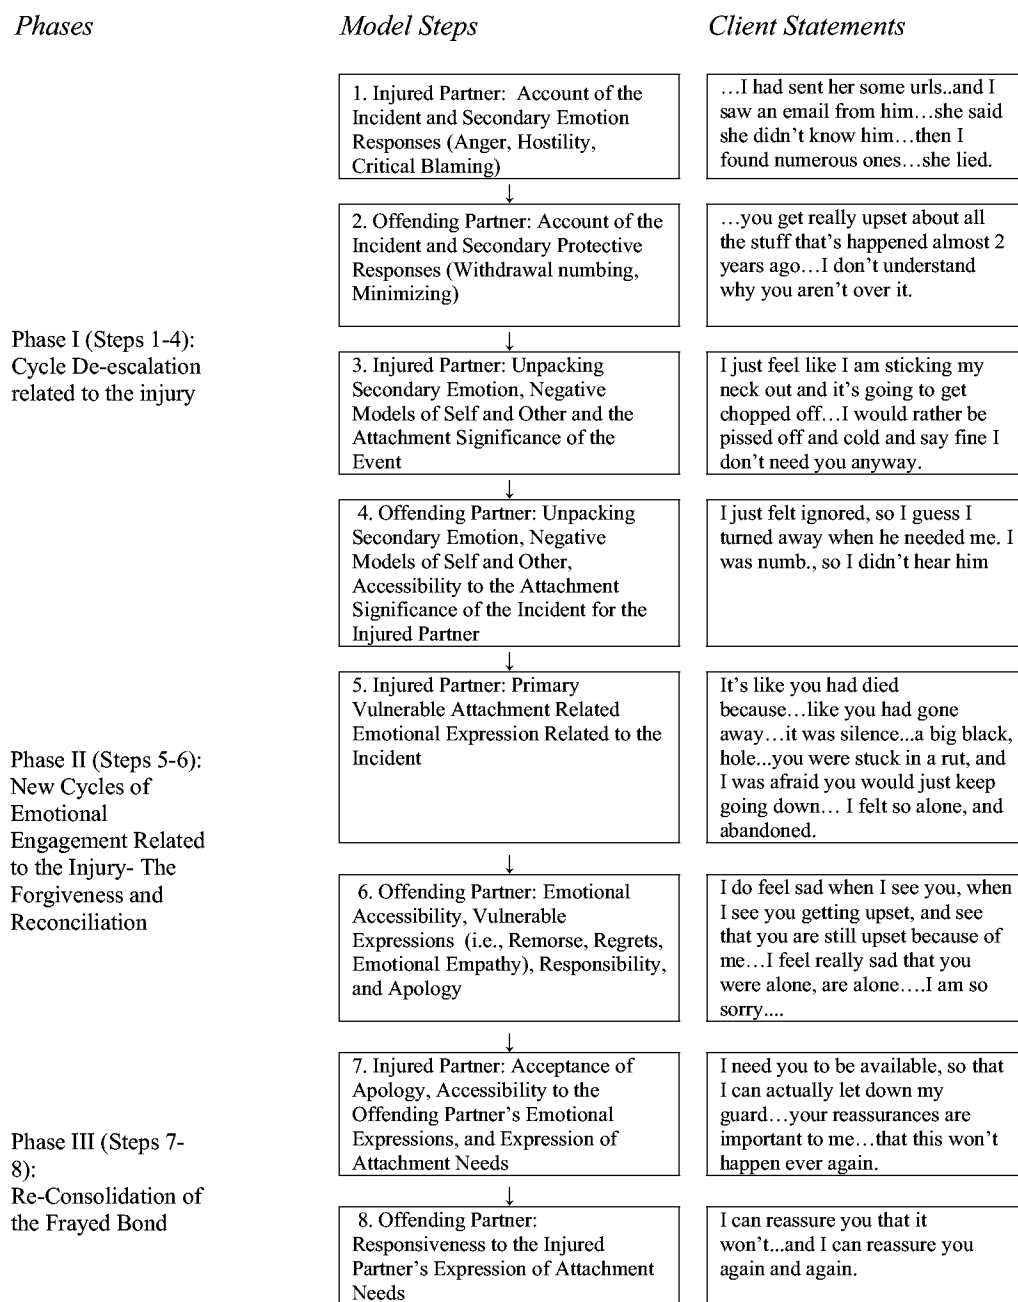 Phases
Model Steps
Client Statements
1. Injured Partner:  Account of the
Incident and Secondary Emotion
Responses (Anger, Hostility,
Critical Blaming)
…I had sent her some urls..and I
saw an email from him…she said
she didn't know him…then I
found numerous ones…she lied.
↓
2. Offending Partner: Account of the
Incident and Secondary Protective
Responses (Withdrawal numbing,
Minimizing)
…you get really upset about all
the stuff that's happened almost 2
years ago…I don't understand
why you aren't over it.
↓
Phase I (Steps 1-4):
Cycle De-escalation
related to the injury
3. Injured Partner: Unpacking
Secondary Emotion, Negative
Models of Self and Other and the
Attachment Significance of the
Event
I just feel like I am sticking my
neck out and it's going to get
chopped off…I would rather be
pissed off and cold and say fine I
don't need you anyway.
↓
4. Offending Partner: Unpacking
Secondary Emotion, Negative
Models of Self and Other,
Accessibility to the Attachment
Significance of the Incident for the
Injured Partner
I just felt ignored, so I guess I
turned away when he needed me. I
was numb., so I didn't hear him
↓
5. Injured Partner: Primary
Vulnerable Attachment Related
Emotional Expression Related to the
Incident
It's like you had died
because…like you had gone
away…it was silence...a big black,
hole...you were stuck in a rut, and
I was afraid you would just keep
going down… I felt so alone, and
abandoned.
↓
Phase II (Steps 5-6):
New Cycles of
Emotional
Engagement Related
to the Injury- The
Forgiveness and
Reconciliation
6. Offending Partner: Emotional
Accessibility, Vulnerable
Expressions  (i.e., Remorse, Regrets,
Emotional Empathy), Responsibility,
and Apology
I do feel sad when I see you, when
I see you getting upset, and see
that you are still upset because of
me…I feel really sad that you
were alone, are alone….I am so
sorry....
↓
7. Injured Partner: Acceptance of
Apology, Accessibility to the
Offending Partner's Emotional
Expressions, and Expression of
Attachment Needs
I need you to be available, so that
I can actually let down my
guard…your reassurances are
important to me…that this won't
happen ever again.
↓
Phase III (Steps 7-
8):
Re-Consolidation of
the Frayed Bond
8. Offending Partner:
Responsiveness to the Injured
Partner's Expression of Attachment
Needs
I can reassure you that it
won't...and I can reassure you
again and again.